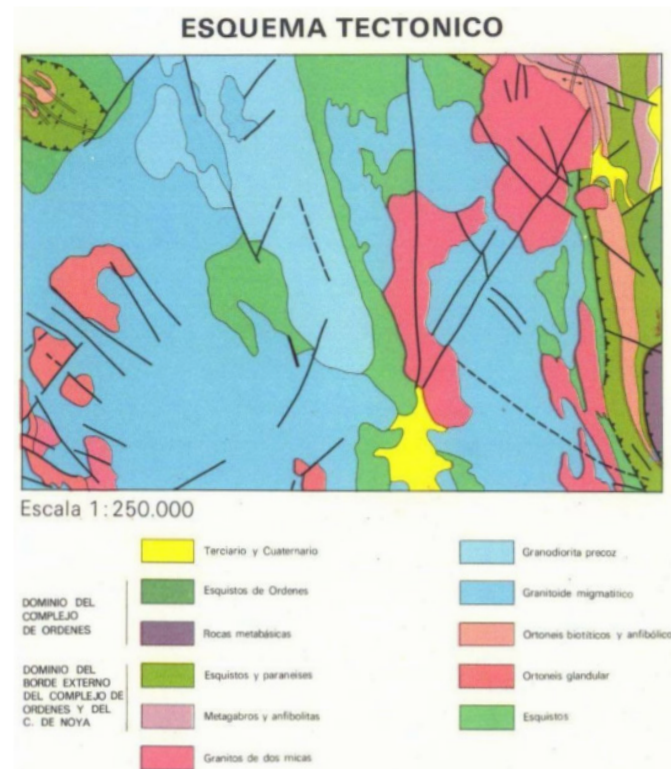 ESQUEMA TECTONICO
Escala 1:250.000
Terciario y Cuaternario
DOMINIO DEL
COMPLEJO
DE ORDENES
Esquistos de Ordenes
Rocas metabásicas
DOMINIO DEL
BORDE EXTERNO
DEL COMPLEJO DE
ORDENES Y DEL
C. DE NOYA
Esquistos y paraneises
Metagabros y anfibolitas
Granitos de dos micas
Granodiorita precoz
Granitoide migmatítico
Ortoneis biotíticos y anfibólico
Ortoneis glandular
Esquistos